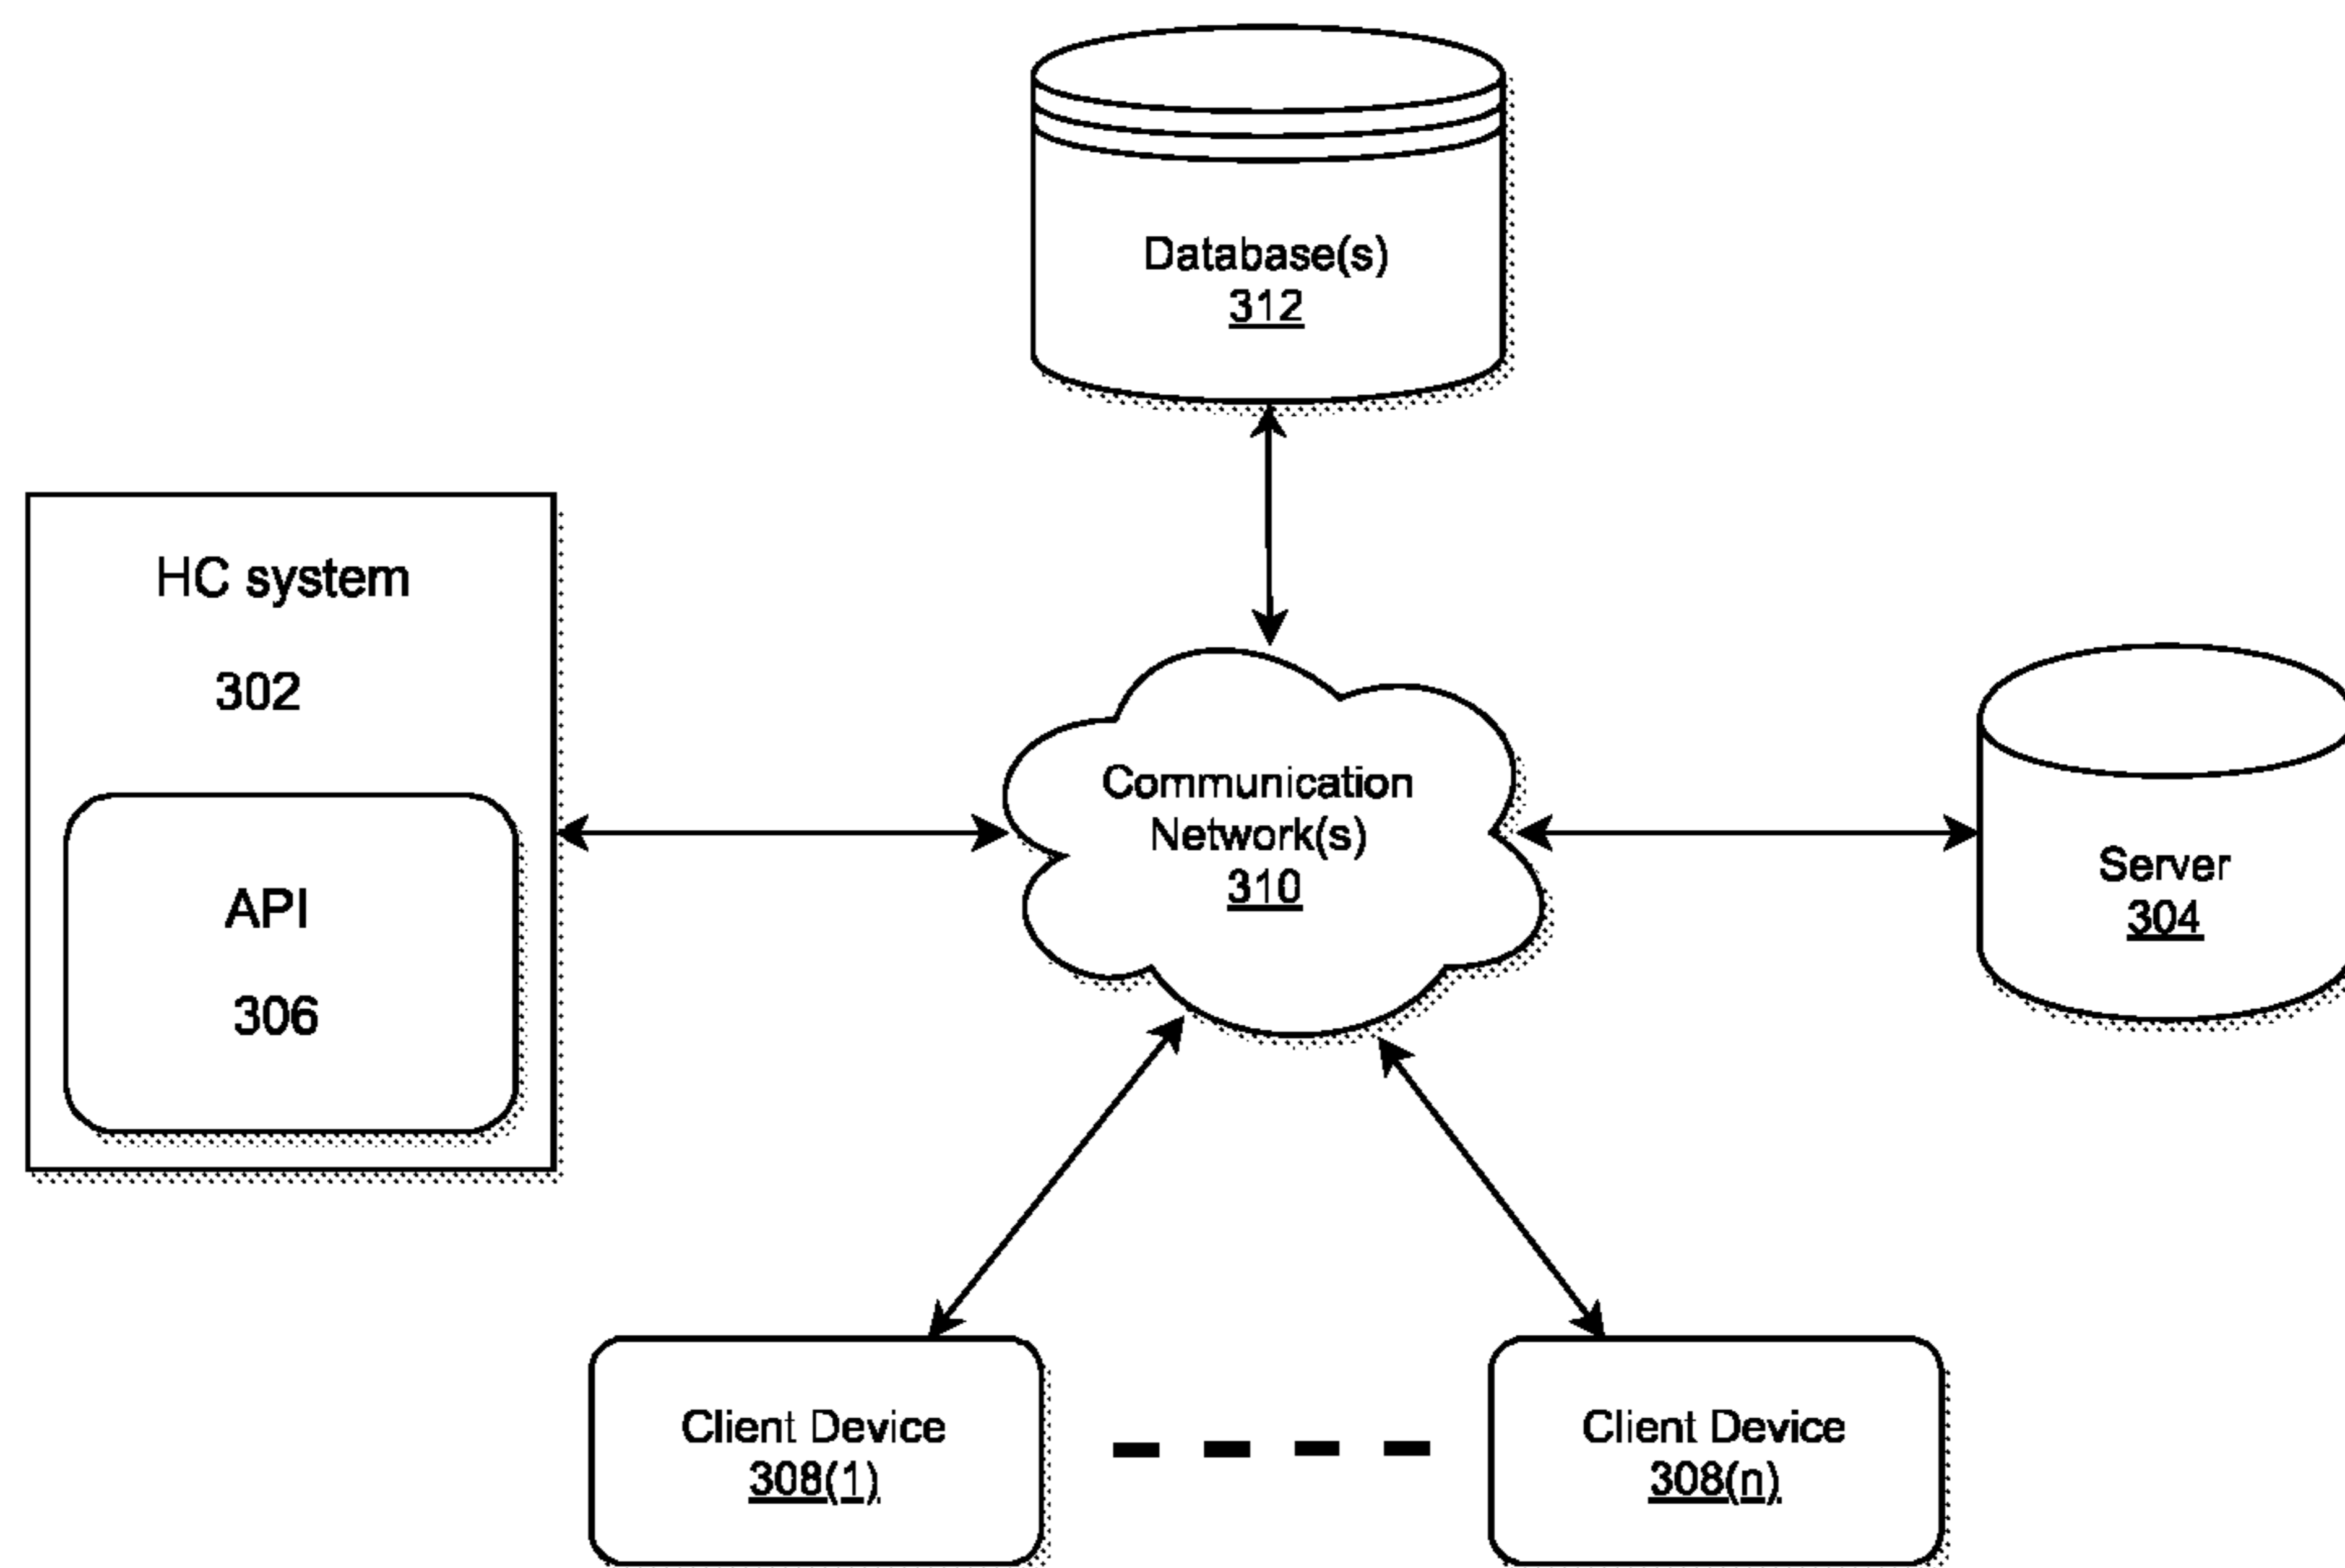 Database(s)
312
HC system
302
API
306
Communication
Network(s)
310
Server
304
Client Device
308(1)
Client Device
308(n)